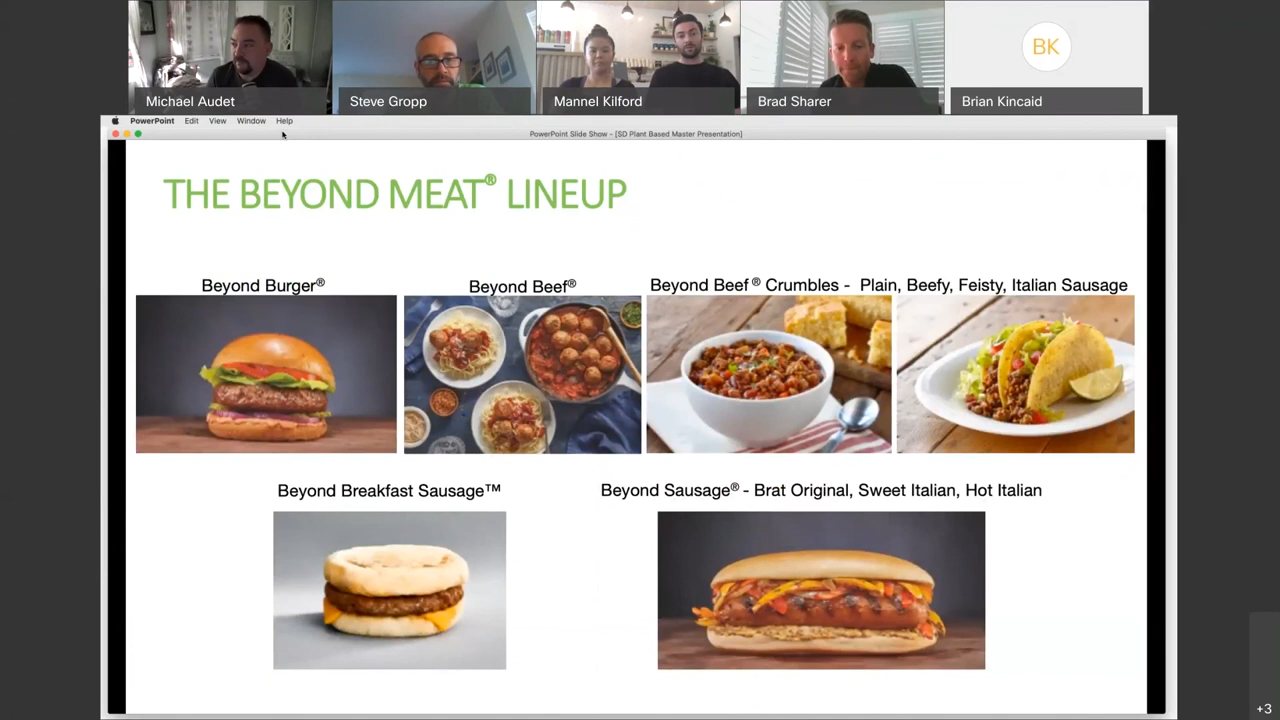 Michael Audet
Steve Gropp
Mannel Kilford
Brad Sharer
BK
Brian Kincaid
PowerPoint Edit View Window Help
PowerPoint Slide Show - [SD Plant Based Master Presentation]
THE BEYOND MEAT® LINEUP
Beyond Burger®
Beyond Beef®
Beyond Beef® Crumbles - Plain, Beefy, Feisty, Italian Sausage
Beyond Breakfast Sausage™
Beyond Sausage® - Brat Original, Sweet Italian, Hot Italian
+3